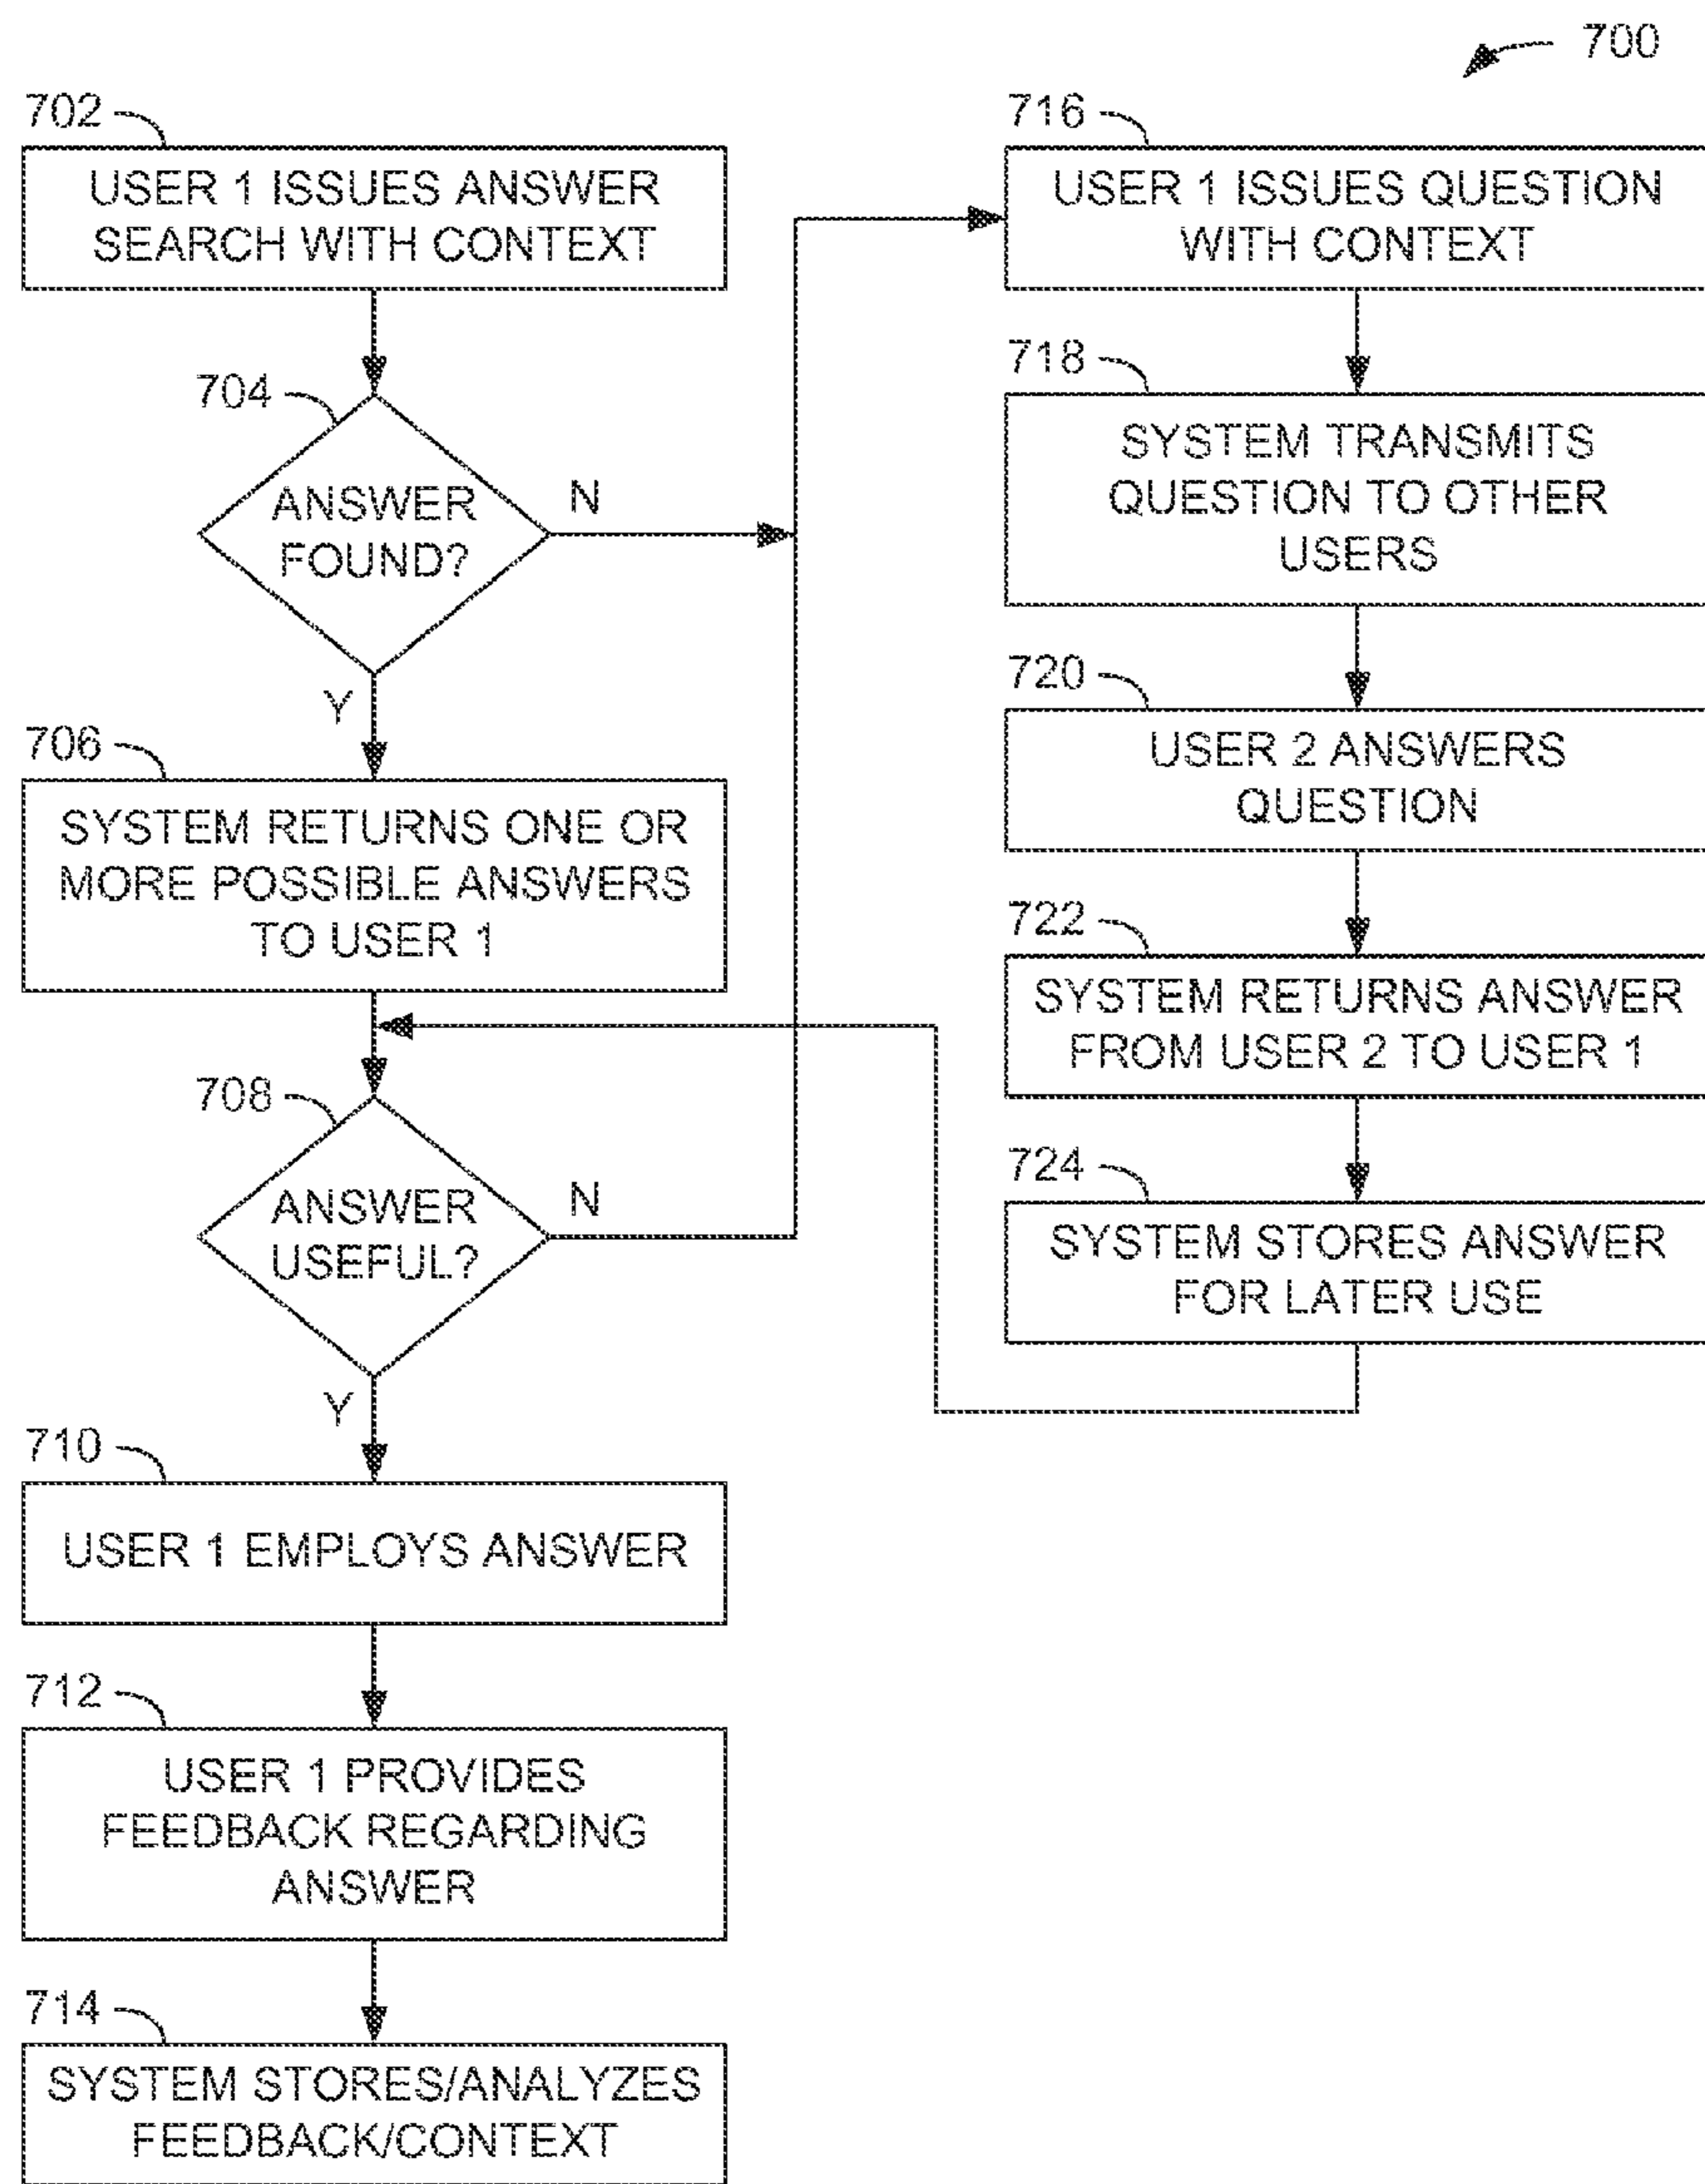 700
702
USER 1 ISSUES ANSWER
SEARCH WITH CONTEXT
704
ANSWER
FOUND?
N
Y
706
SYSTEM RETURNS ONE OR
MORE POSSIBLE ANSWERS
TO USER 1
708
ANSWER
USEFUL?
N
Y
710
USER 1 EMPLOYS ANSWER
712
USER 1 PROVIDES
FEEDBACK REGARDING
ANSWER
714
SYSTEM STORES/ANALYZES
FEEDBACK/CONTEXT
716
USER 1 ISSUES QUESTION
WITH CONTEXT
718
SYSTEM TRANSMITS
QUESTION TO OTHER
USERS
720
USER 2 ANSWERS
QUESTION
722
SYSTEM RETURNS ANSWER
FROM USER 2 TO USER 1
724
SYSTEM STORES ANSWER
FOR LATER USE